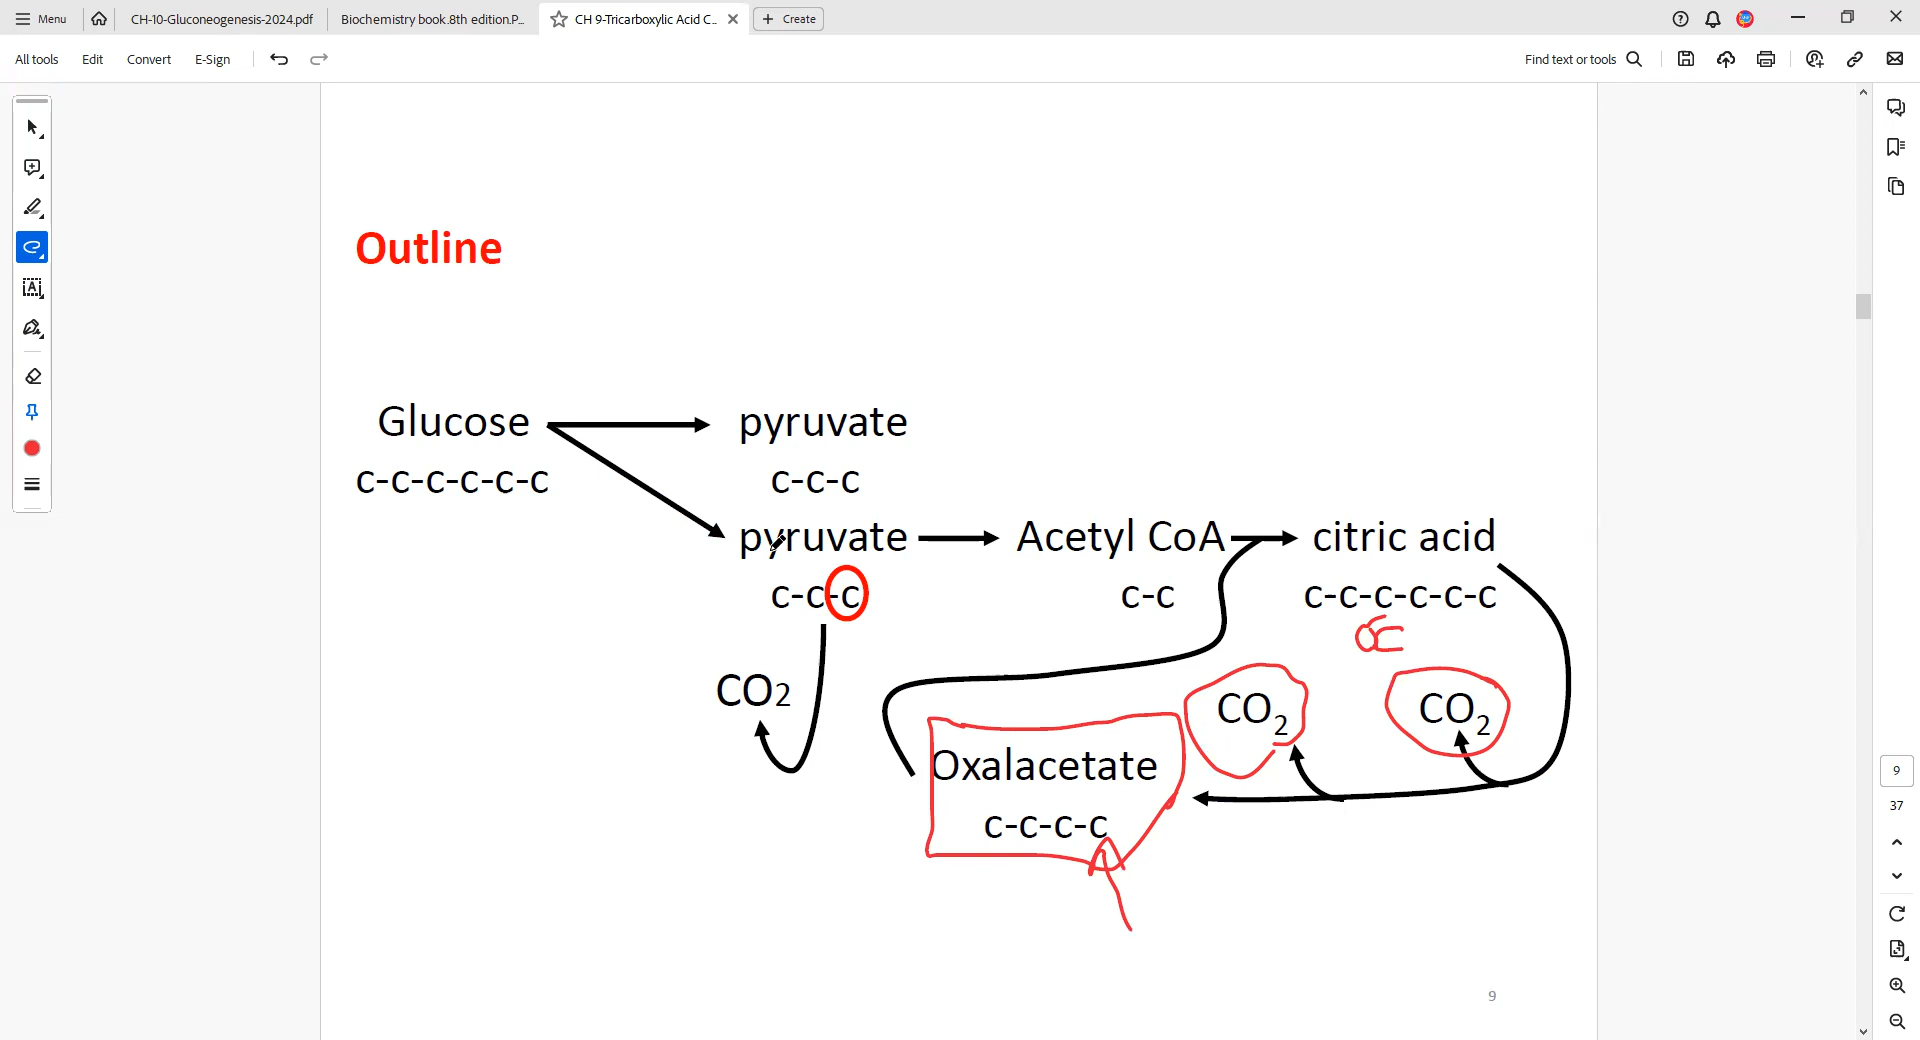 Menu CH-10-Gluconeogenesis-2024.pdf Biochemistry book.8th edition.P... CH 9-Tricarboxylic Acid C... Create
All tools Edit Convert E-Sign Find text or tools
Outline
Glucose pyruvate
c-c-c-c-c-c c-c-c
pyruvate Acetyl CoA citric acid
c-c-c c-c c-c-c-c-c-c
CO2 CO2 CO2
Oxalacetate
c-c-c-c
9
9
37